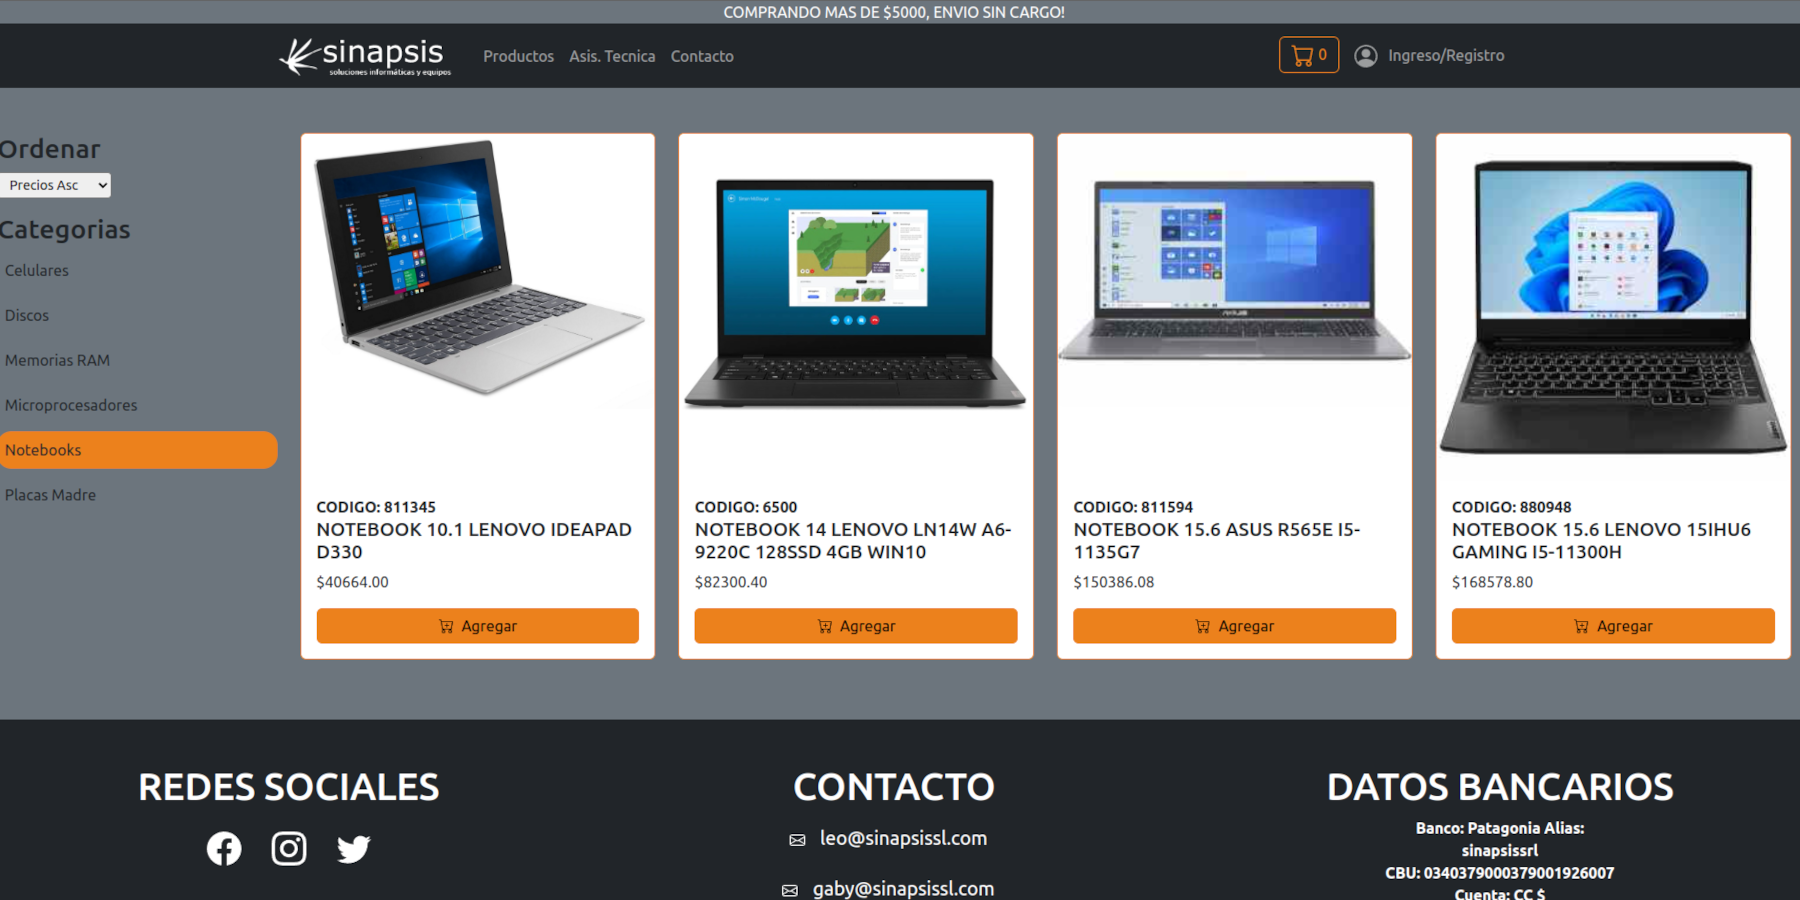 COMPRANDO MAS DE $5000, ENVIO SIN CARGO!
sinapsis
soluciones informáticas y equipos
Productos
Asis. Tecnica
Contacto
0
Ingreso/Registro
Ordenar
Precios Asc
Categorias
Celulares
Discos
Memorias RAM
Microprocesadores
Notebooks
Placas Madre
CODIGO: 811345
NOTEBOOK 10.1 LENOVO IDEAPAD
D330
$40664.00
Agregar
CODIGO: 6500
NOTEBOOK 14 LENOVO LN14W A6-
9220C 128SSD 4GB WIN10
$82300.40
Agregar
ASUS
CODIGO: 811594
NOTEBOOK 15.6 ASUS R565E I5-
1135G7
$150386.08
Agregar
Lenovo
CODIGO: 880948
NOTEBOOK 15.6 LENOVO 15IHU6
GAMING I5-11300H
$168578.80
Agregar
REDES SOCIALES
CONTACTO
leo@sinapsissl.com
gaby@sinapsissl.com
DATOS BANCARIOS
Banco: Patagonia Alias:
sinapsissrl
CBU: 0340379000379001926007
Cuenta: CC $